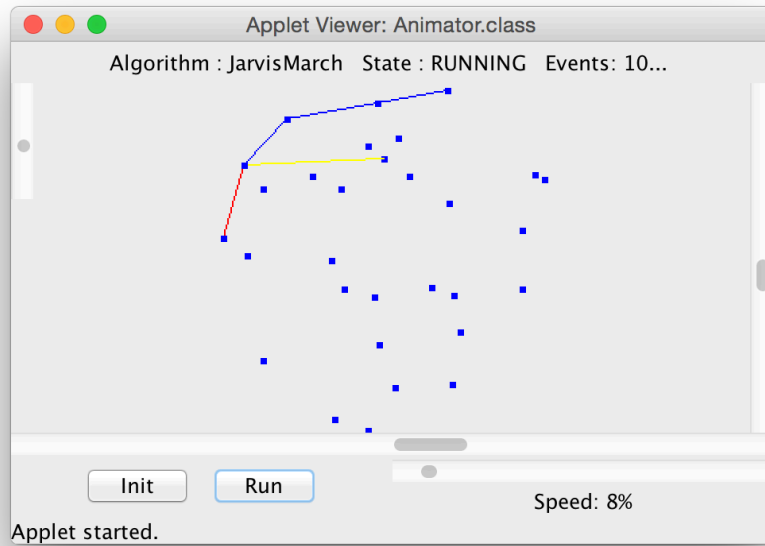 Applet Viewer: Animator.class
Algorithm : JarvisMarch   State : RUNNING   Events: 10...
Init
Run
Speed: 8%
Applet started.